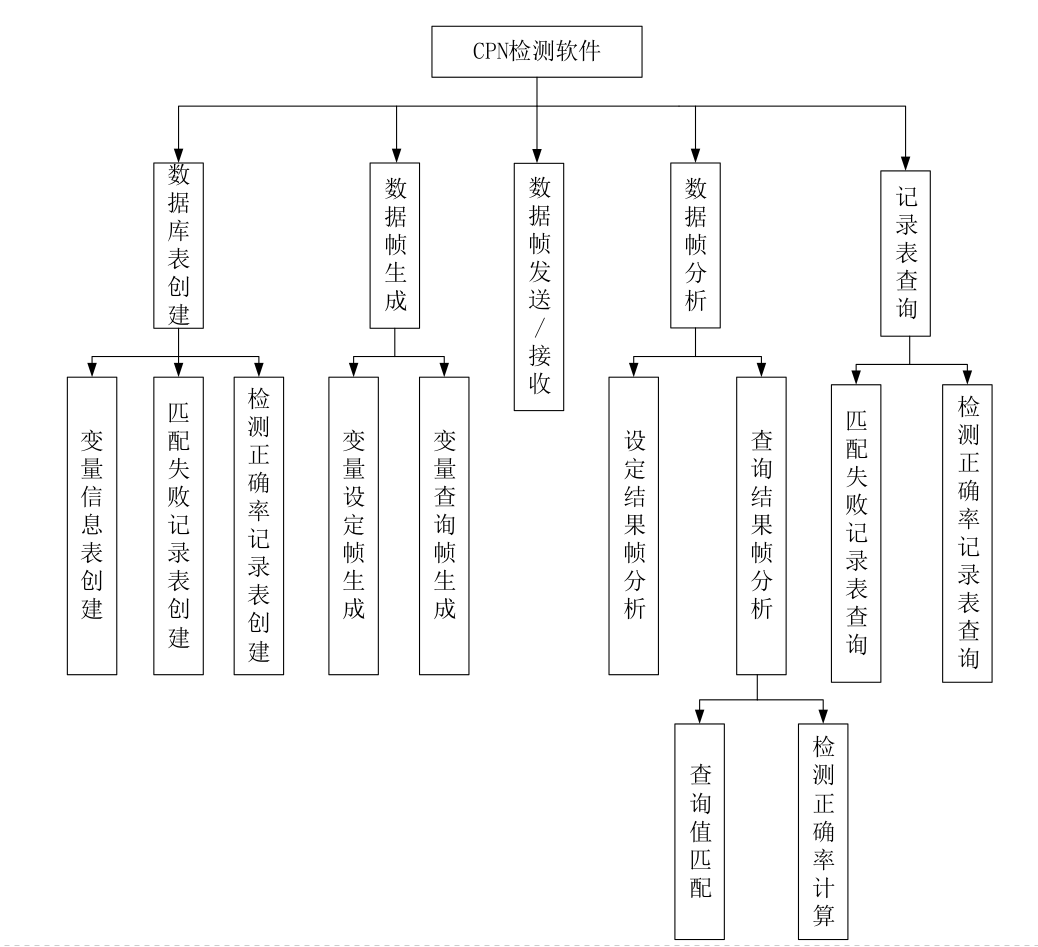 CPN检测软件
数据库表创建
数据帧生成
数据帧发送/接收
数据帧分析
记录表查询
变量信息表创建
匹配失败记录表创建
检测正确率记录表创建
变量设定帧生成
变量查询帧生成
设定结果帧分析
查询结果帧分析
匹配失败记录表查询
检测正确率记录表查询
查询值匹配
检测正确率计算